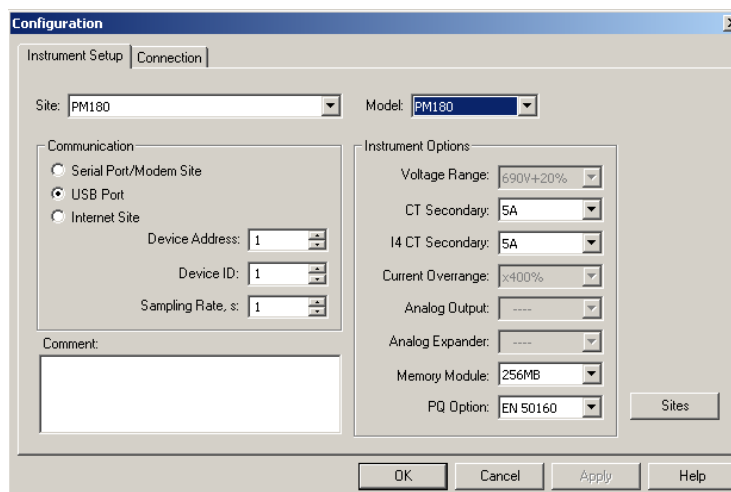 Configuration
Instrument Setup
Connection
Site: PM180
Model: PM180
Communication
Serial Port/Modem Site
USB Port
Internet Site
Device Address: 1
Device ID: 1
Sampling Rate, s: 1
Comment:
Instrument Options
Voltage Range: 690V+20%
CT Secondary: 5A
I4 CT Secondary: 5A
Current Overrange: x400%
Analog Output: ----
Analog Expander: ----
Memory Module: 256MB
PQ Option: EN 50160
Sites
OK
Cancel
Apply
Help